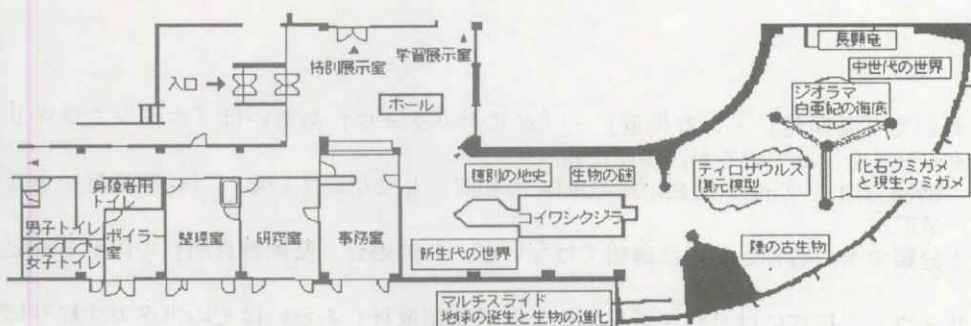 長頸竜
学習展示室
特別展示室
入口
中世代の世界
ホール
ジオラマ
白亜紀の海底
穂別の地史
生物の謎
ティロサウルス
復元模型
化石ウミガメ
と現生ウミガメ
身障者用
トイレ
男子トイレ
ボイラー
室
整理室
研究室
事務室
コイワシクジラ
女子トイレ
新生代の世界
陸の古生物
マルチスライド
地球の誕生と生物の進化